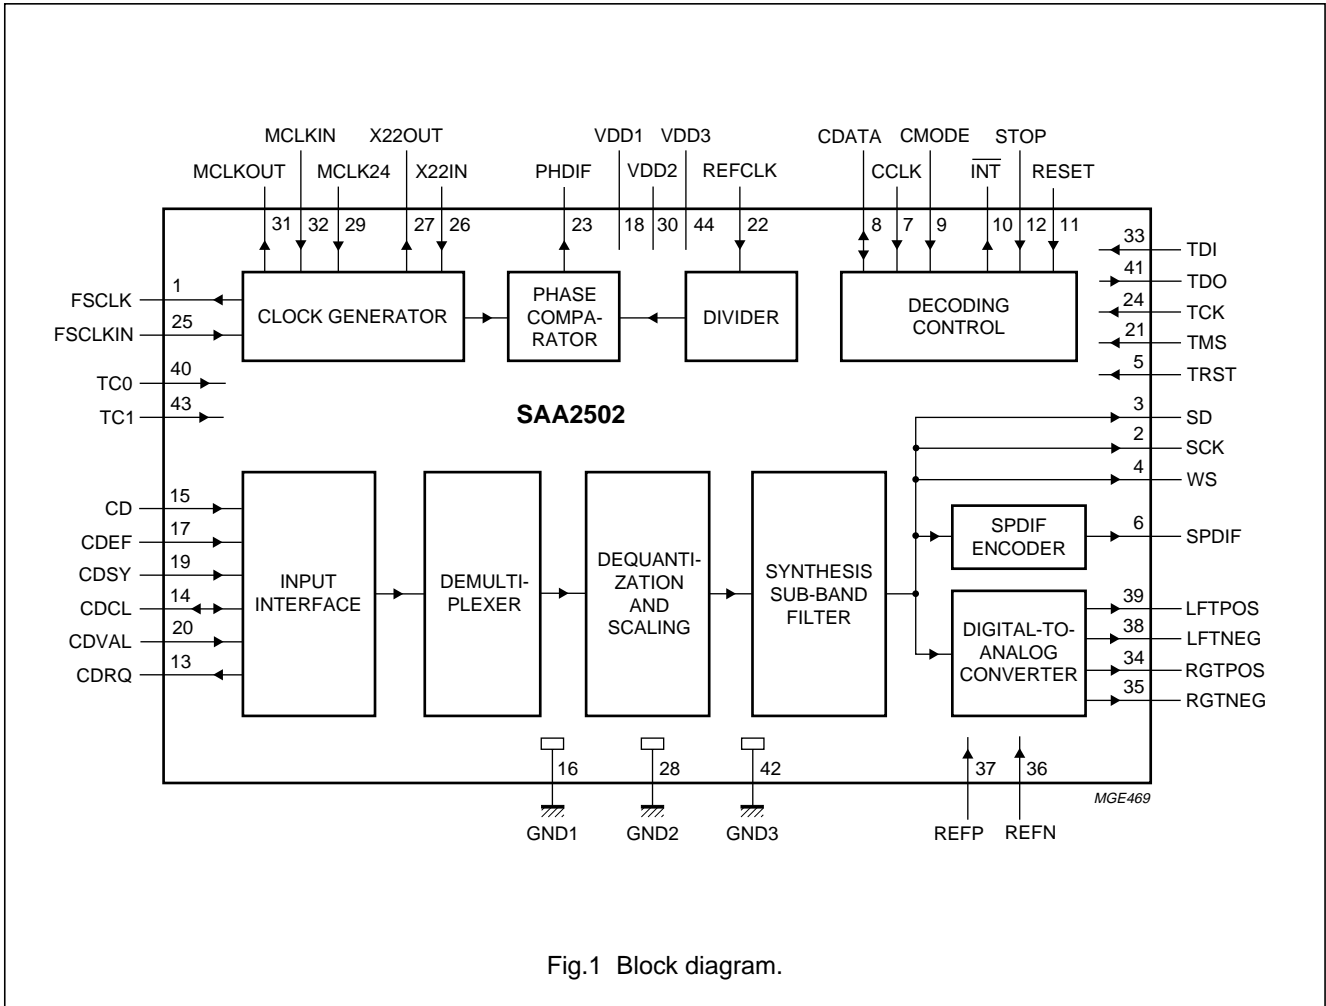 MCLKIN X22OUT VDD1 VDD3 CDATA CMODE STOP
MCLKOUT MCLK24 X22IN PHDIF VDD2 REFCLK CCLK I̅N̅T̅ RESET
31 32 29 27 26 23 18 30 44 22 8 7 9 10 12 11
33 TDI
41 TDO
24 TCK
21 TMS
5 TRST
FSCLK 1
FSCLKIN 25
TC0 40
TC1 43
CLOCK GENERATOR
PHASE
COMPA-
RATOR
DIVIDER
DECODING
CONTROL
SAA2502
3 SD
2 SCK
4 WS
CD 15
CDEF 17
CDSY 19
CDCL 14
CDVAL 20
CDRQ 13
INPUT
INTERFACE
DEMULTI-
PLEXER
DEQUANTI-
ZATION
AND
SCALING
SYNTHESIS
SUB-BAND
FILTER
SPDIF
ENCODER
6 SPDIF
DIGITAL-TO-
ANALOG
CONVERTER
39 LFTPOS
38 LFTNEG
34 RGTPOS
35 RGTNEG
16 28 42 37 36
MGE469
GND1 GND2 GND3 REFP REFN
Fig.1 Block diagram.